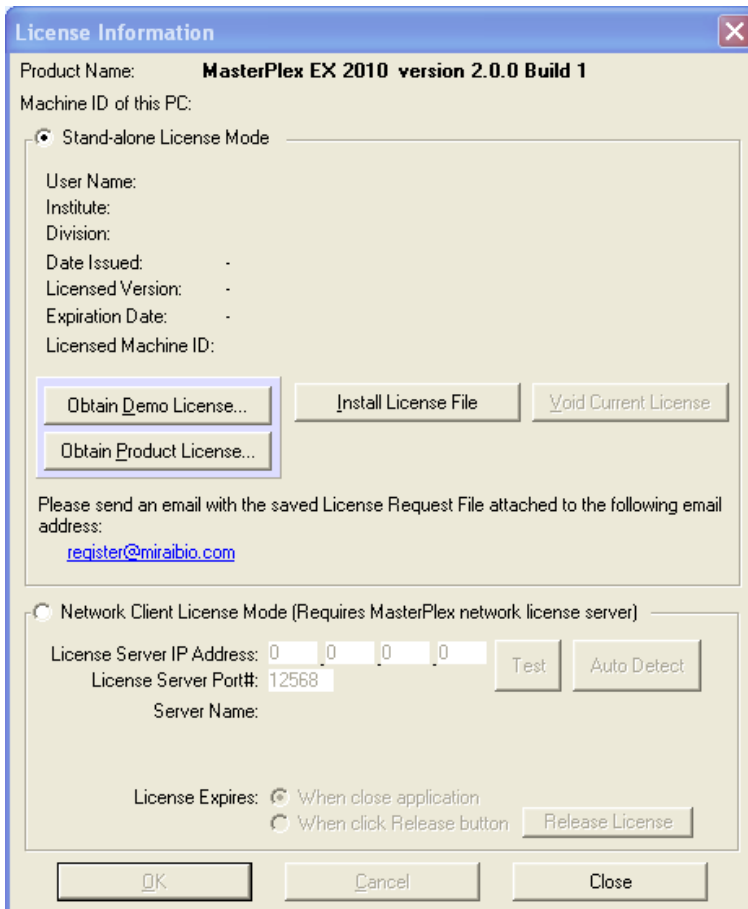 License Information
Product Name: MasterPlex EX 2010 version 2.0.0 Build 1
Machine ID of this PC:
Stand-alone License Mode
User Name:
Institute:
Division:
Date Issued: -
Licensed Version: -
Expiration Date: -
Licensed Machine ID:
Obtain Demo License... Install License File Void Current License
Obtain Product License...
Please send an email with the saved License Request File attached to the following email
address:
register@miraibio.com
Network Client License Mode (Requires MasterPlex network license server)
License Server IP Address: 0 . 0 . 0 . 0 Test Auto Detect
License Server Port#: 12568
Server Name:
License Expires: When close application
When click Release button Release License
OK Cancel Close